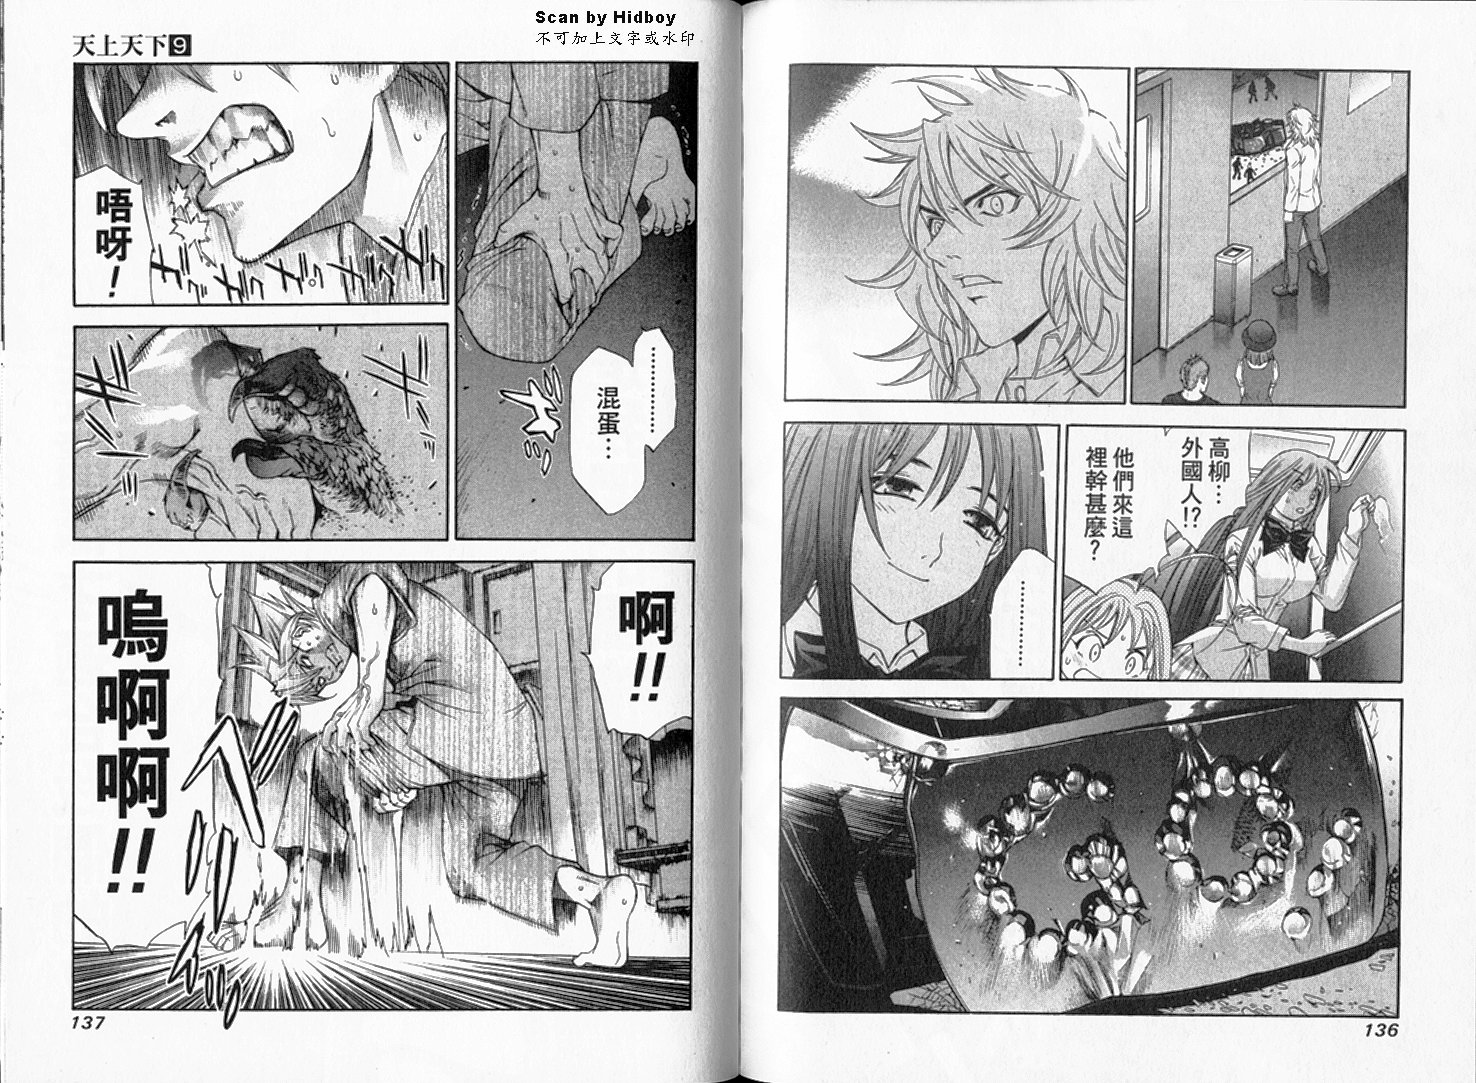 Scan by Hidboy
不可加上文字或水印
天上天下9
高柳…
外國人!?
他們來這
裡幹甚麼?
…………
GO.
136
…………
混蛋…
唔呀!
啊!!
嗚啊啊!!
137